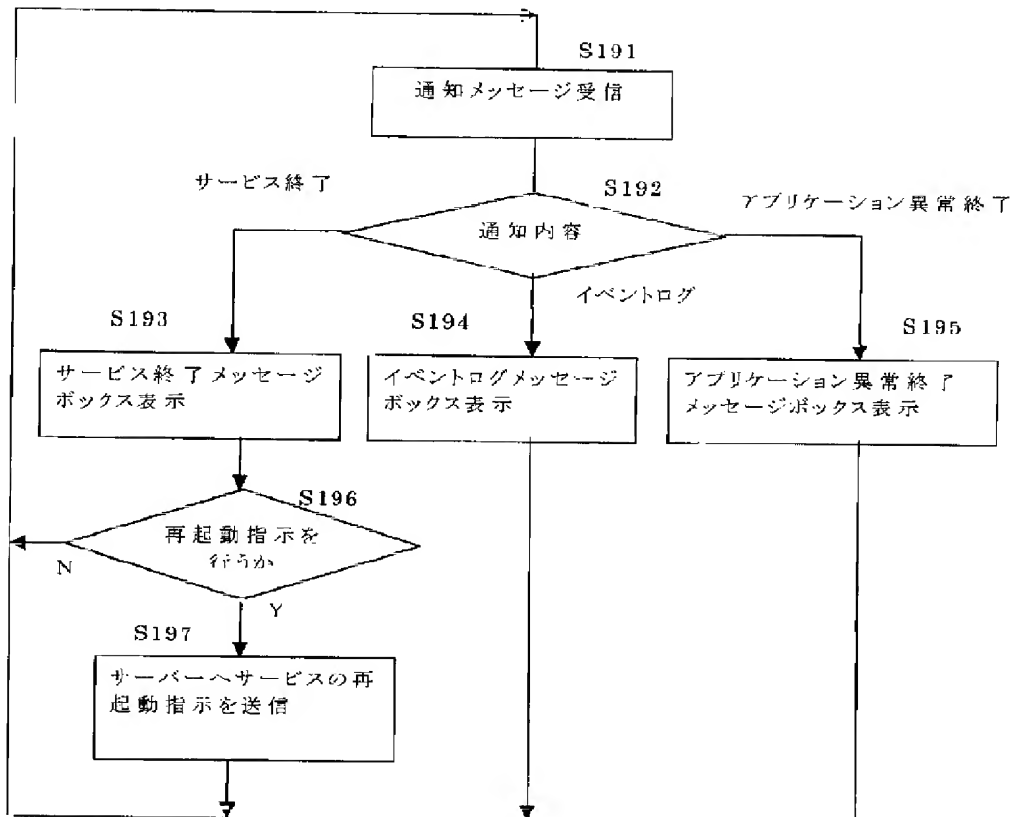 S191
通知メッセージ受信
サービス終了
S192
アプリケーション異常終了
通知内容
イベントログ
S193
S194
S195
サービス終了メッセージ
ボックス表示
イベントログメッセージ
ボックス表示
アプリケーション異常終了
メッセージボックス表示
S196
再起動指示を
行うか
N
Y
S197
サーバーへサービスの再
起動指示を送信